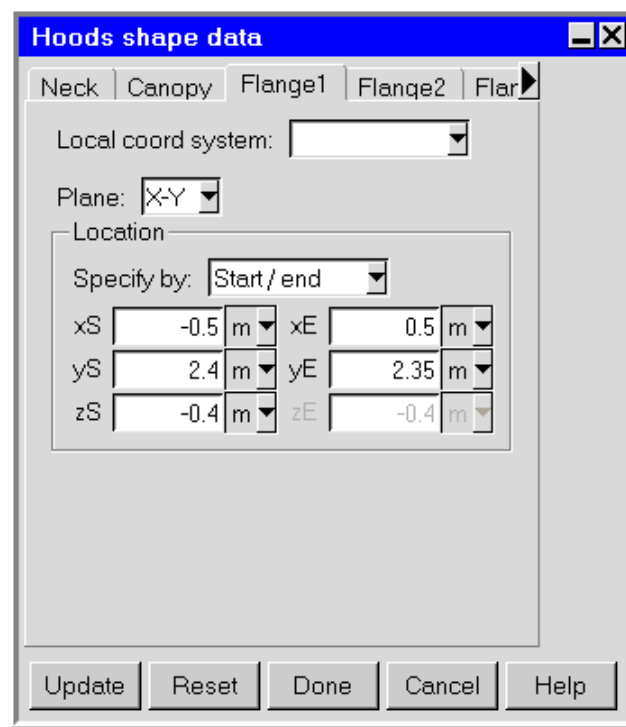 Hoods shape data
Neck Canopy Flange1 Flange2 Flar
Local coord system:
Plane: X-Y
Location
Specify by: Start / end
xS -0.5 m xE 0.5 m
yS 2.4 m yE 2.35 m
zS -0.4 m zE -0.4 m
Update Reset Done Cancel Help